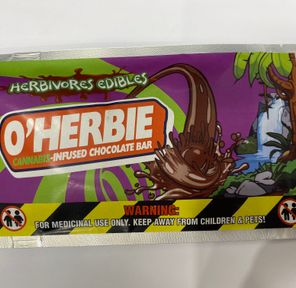 HERBIVORES EDIBLES
O'HERBIE
CANNABIS-INFUSED CHOCOLATE BAR
WARNING:
FOR MEDICINAL USE ONLY. KEEP AWAY FROM CHILDREN & PETS!